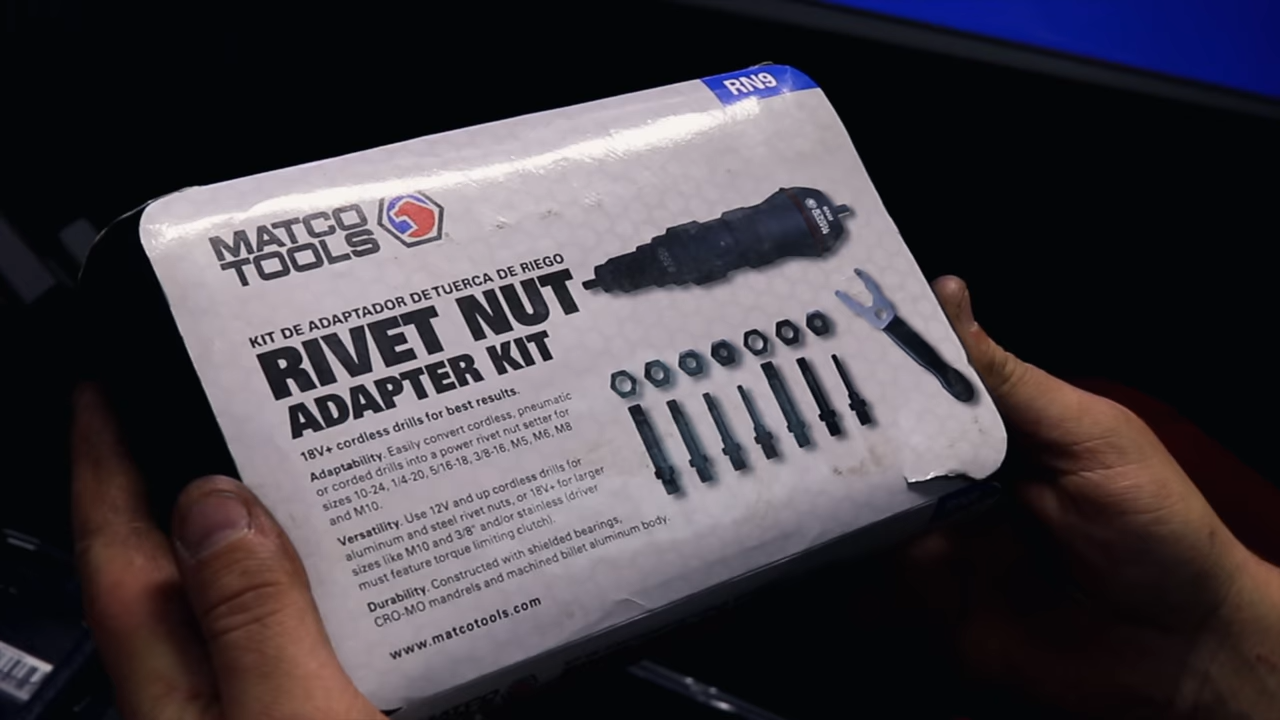 RN9
MATCO
TOOLS
KIT DE ADAPTADOR DE TUERCA DE RIEGO
RIVET NUT
ADAPTER KIT
18V+ cordless drills for best results.
Adaptability. Easily convert cordless, pneumatic
or corded drills into a power rivet nut setter for
sizes 10-24, 1/4-20, 5/16-18, 3/8-16, M5, M6, M8
and M10.
Versatility. Use 12V and up cordless drills for
aluminum and steel rivet nuts, or 18V+ for larger
sizes like M10 and 3/8" and/or stainless (driver
must feature torque limiting clutch).
Durability. Constructed with shielded bearings,
CRO-MO mandrels and machined billet aluminum body.
www.matcotools.com